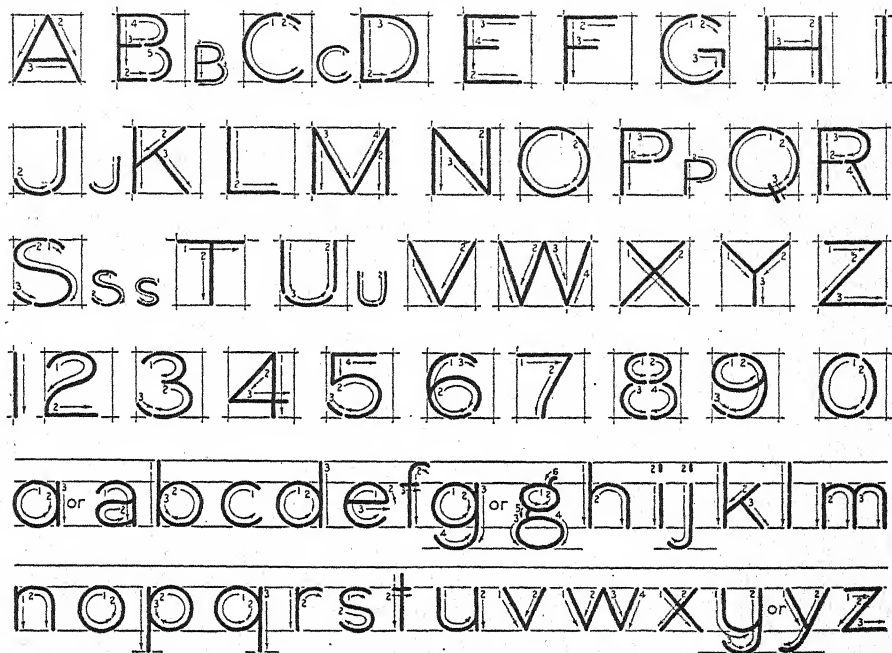 A B B C C D E F G H I
J J K L M N O P P Q R
S S S T U U V W X Y Z
1 2 3 4 5 6 7 8 9 0
a or a b c d e f g or g h i j k l m
n o p q r s t u v w x y or y z